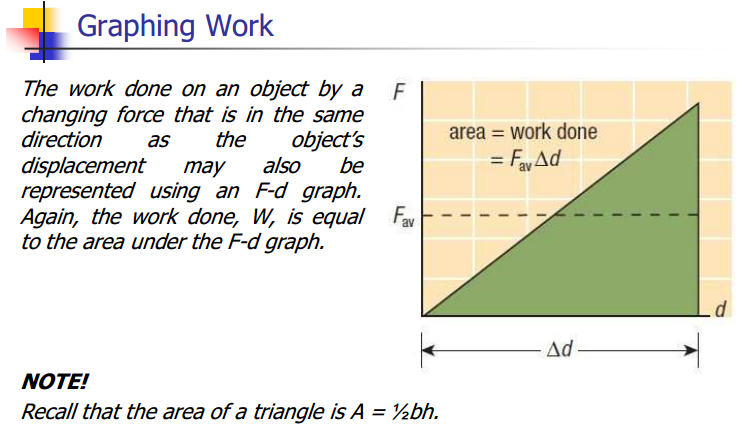 Graphing Work
The work done on an object by a
changing force that is in the same
direction as the object's
displacement may also be
represented using an F-d graph.
Again, the work done, W, is equal
to the area under the F-d graph.
F
area = work done
= Fav Δd
Fav
d
Δd
NOTE!
Recall that the area of a triangle is A = ½bh.